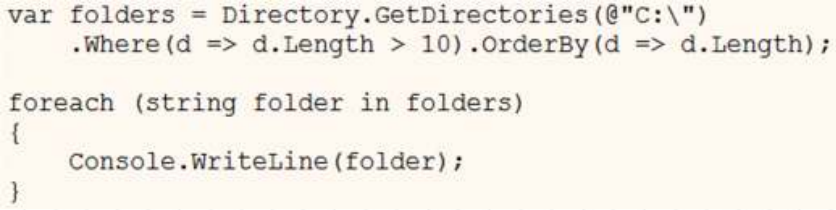 var folders = Directory.GetDirectories(@"C:\")
    .Where(d => d.Length > 10).OrderBy(d => d.Length);

foreach (string folder in folders)
{
    Console.WriteLine(folder);
}